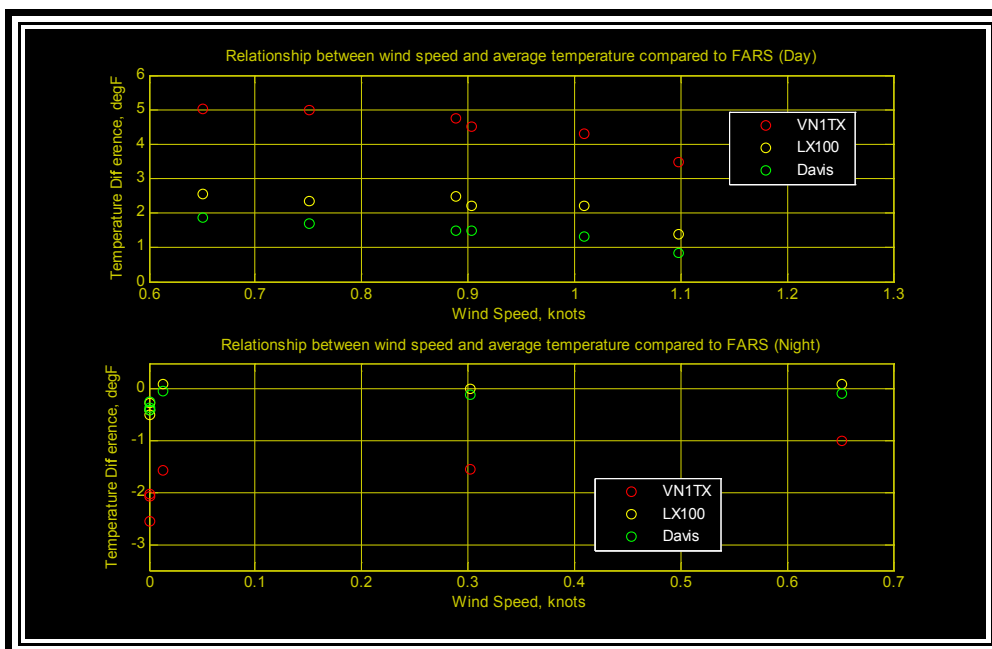 Relationship between wind speed and average temperature compared to FARS (Day)
Temperature Dif erence, degF
6
5
4
3
2
1
0
VN1TX
LX100
Davis
0.6 0.7 0.8 0.9 1 1.1 1.2 1.3
Wind Speed, knots
Relationship between wind speed and average temperature compared to FARS (Night)
Temperature Dif erence, degF
0
-1
-2
-3
VN1TX
LX100
Davis
0 0.1 0.2 0.3 0.4 0.5 0.6 0.7
Wind Speed, knots